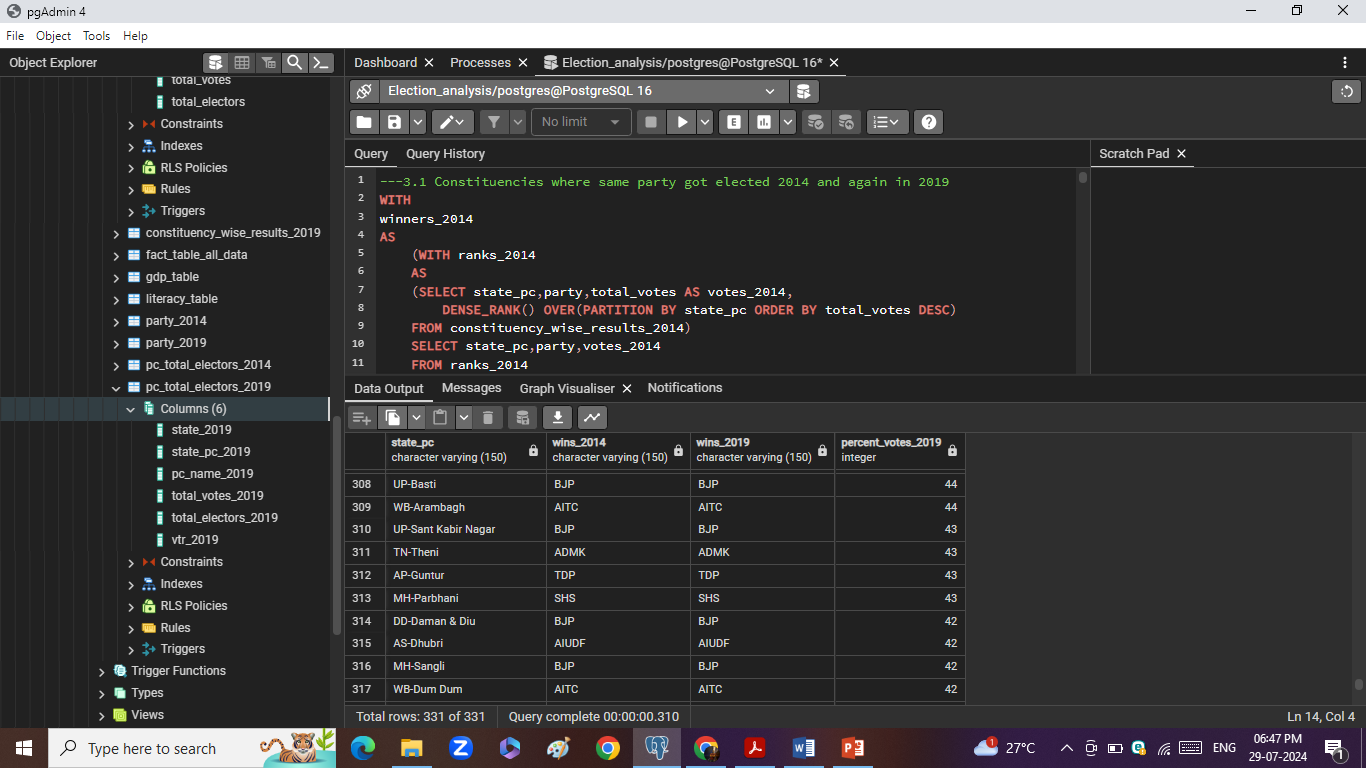 pgAdmin 4
File Object Tools Help
Object Explorer
total_votes
total_electors
Constraints
Indexes
RLS Policies
Rules
Triggers
constituency_wise_results_2019
fact_table_all_data
gdp_table
literacy_table
party_2014
party_2019
pc_total_electors_2014
pc_total_electors_2019
Columns (6)
state_2019
state_pc_2019
pc_name_2019
total_votes_2019
total_electors_2019
vtr_2019
Constraints
Indexes
RLS Policies
Rules
Triggers
Trigger Functions
Types
Views
Dashboard Processes Election_analysis/postgres@PostgreSQL 16*
Election_analysis/postgres@PostgreSQL 16
No limit
Query Query History
Scratch Pad
1 ---3.1 Constituencies where same party got elected 2014 and again in 2019
2 WITH
3 winners_2014
4 AS
5 (WITH ranks_2014
6 AS
7 (SELECT state_pc,party,total_votes AS votes_2014,
8 DENSE_RANK() OVER(PARTITION BY state_pc ORDER BY total_votes DESC)
9 FROM constituency_wise_results_2014)
10 SELECT state_pc,party,votes_2014
11 FROM ranks_2014
Data Output Messages Graph Visualiser Notifications
state_pc wins_2014 wins_2019 percent_votes_2019
character varying (150) character varying (150) character varying (150) integer
308 UP-Basti BJP BJP 44
309 WB-Arambagh AITC AITC 44
310 UP-Sant Kabir Nagar BJP BJP 43
311 TN-Theni ADMK ADMK 43
312 AP-Guntur TDP TDP 43
313 MH-Parbhani SHS SHS 43
314 DD-Daman & Diu BJP BJP 42
315 AS-Dhubri AIUDF AIUDF 42
316 MH-Sangli BJP BJP 42
317 WB-Dum Dum AITC AITC 42
Total rows: 331 of 331 Query complete 00:00:00.310
Ln 14, Col 4
Type here to search
27°C
ENG
06:47 PM
29-07-2024